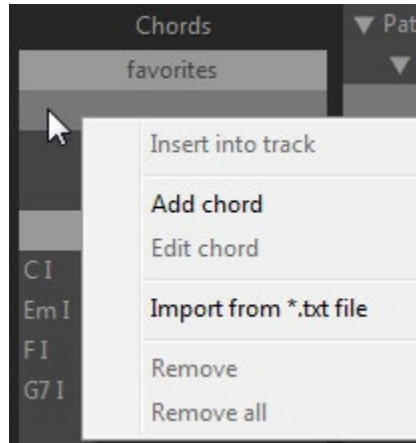 Chords
▼ Pat
favorites
▼
Insert into track
Add chord
Edit chord
C I
Em I
Import from *.txt file
F I
Remove
G7 I
Remove all